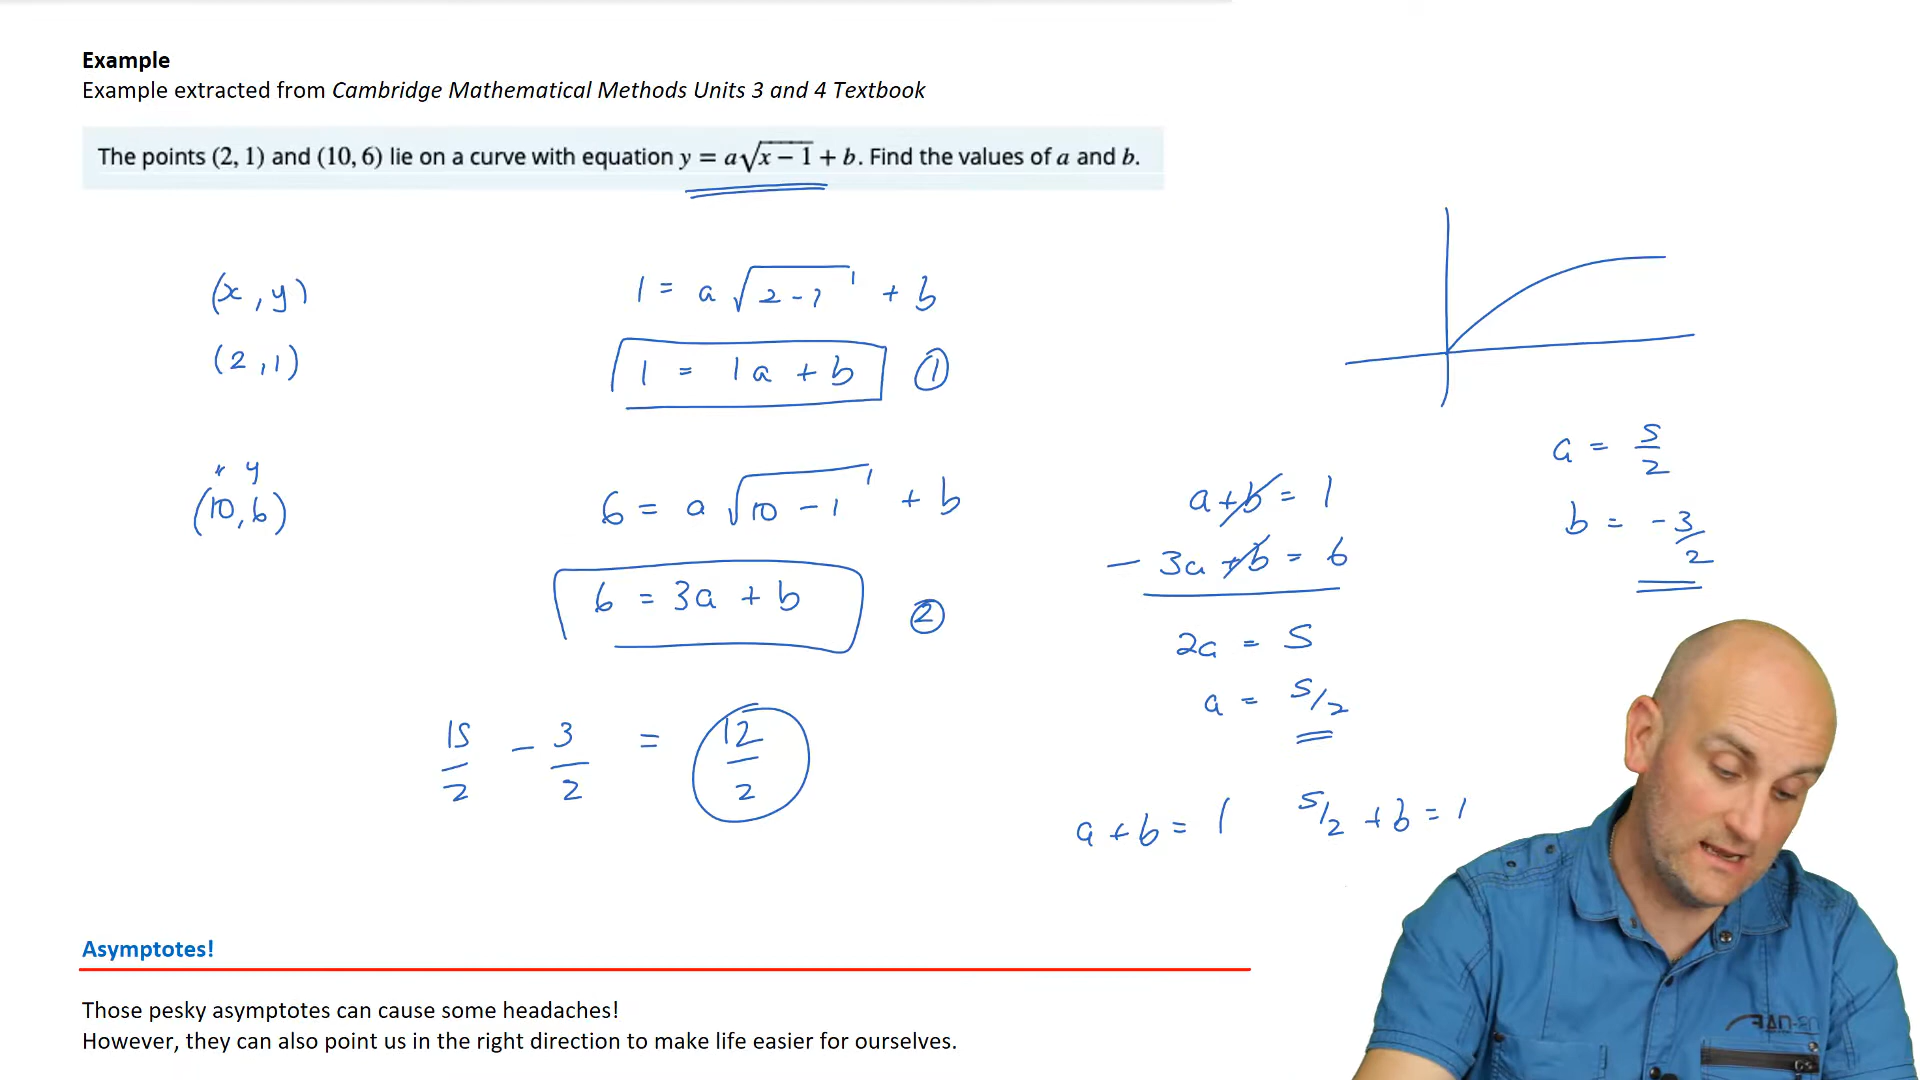 Example
Example extracted from Cambridge Mathematical Methods Units 3 and 4 Textbook
The points (2, 1) and (10, 6) lie on a curve with equation y = a√(x − 1) + b. Find the values of a and b.
(x, y)
(2, 1)
1 = a √(2 - 1) + b
1 = 1a + b ①
x y
(10, 6)
6 = a √(10 - 1) + b
6 = 3a + b ②
15/2 - 3/2 = 12/2
a + b = 1
- 3a + b = 6
2a = 5
a = 5/2
a + b = 1 5/2 + b = 1
a = 5/2
b = -3/2
Asymptotes!
Those pesky asymptotes can cause some headaches!
However, they can also point us in the right direction to make life easier for ourselves.